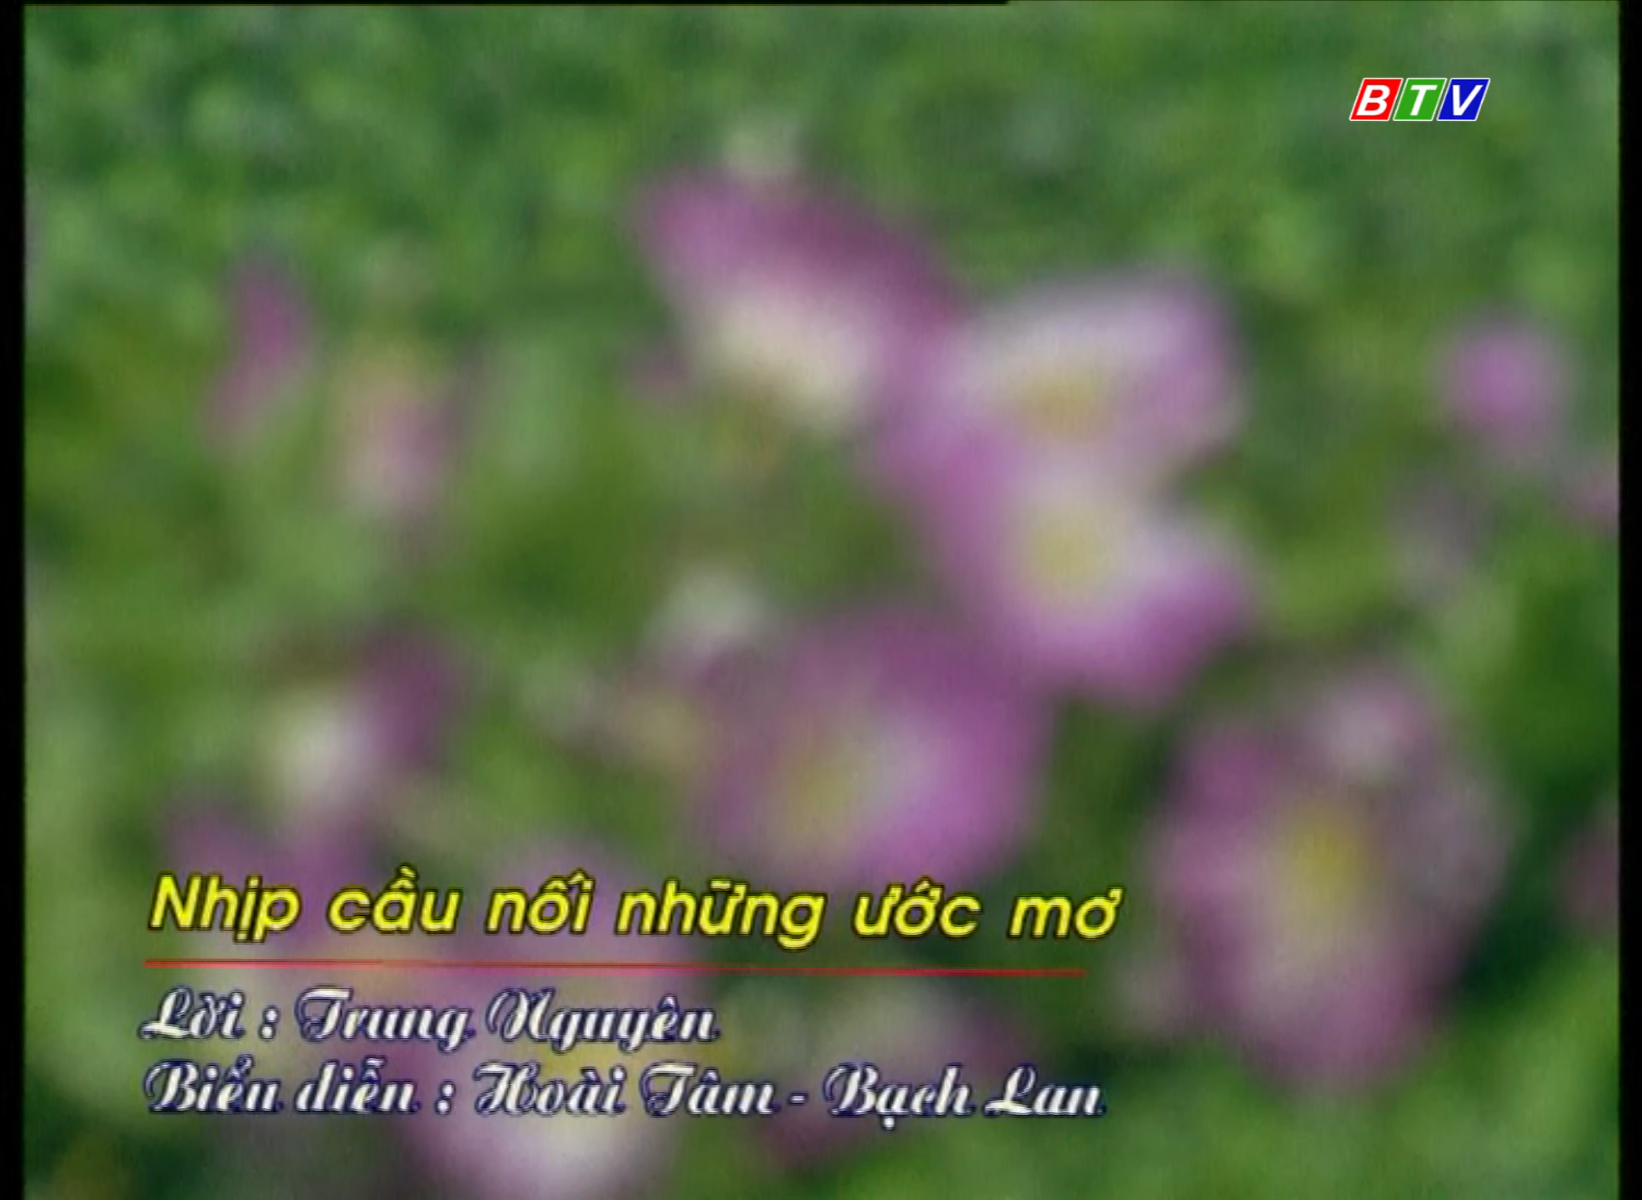 BTV
Nhịp cầu nối những ước mơ
Lời : Trung Nguyên
Biểu diễn : Hoài Tâm - Bạch Lan